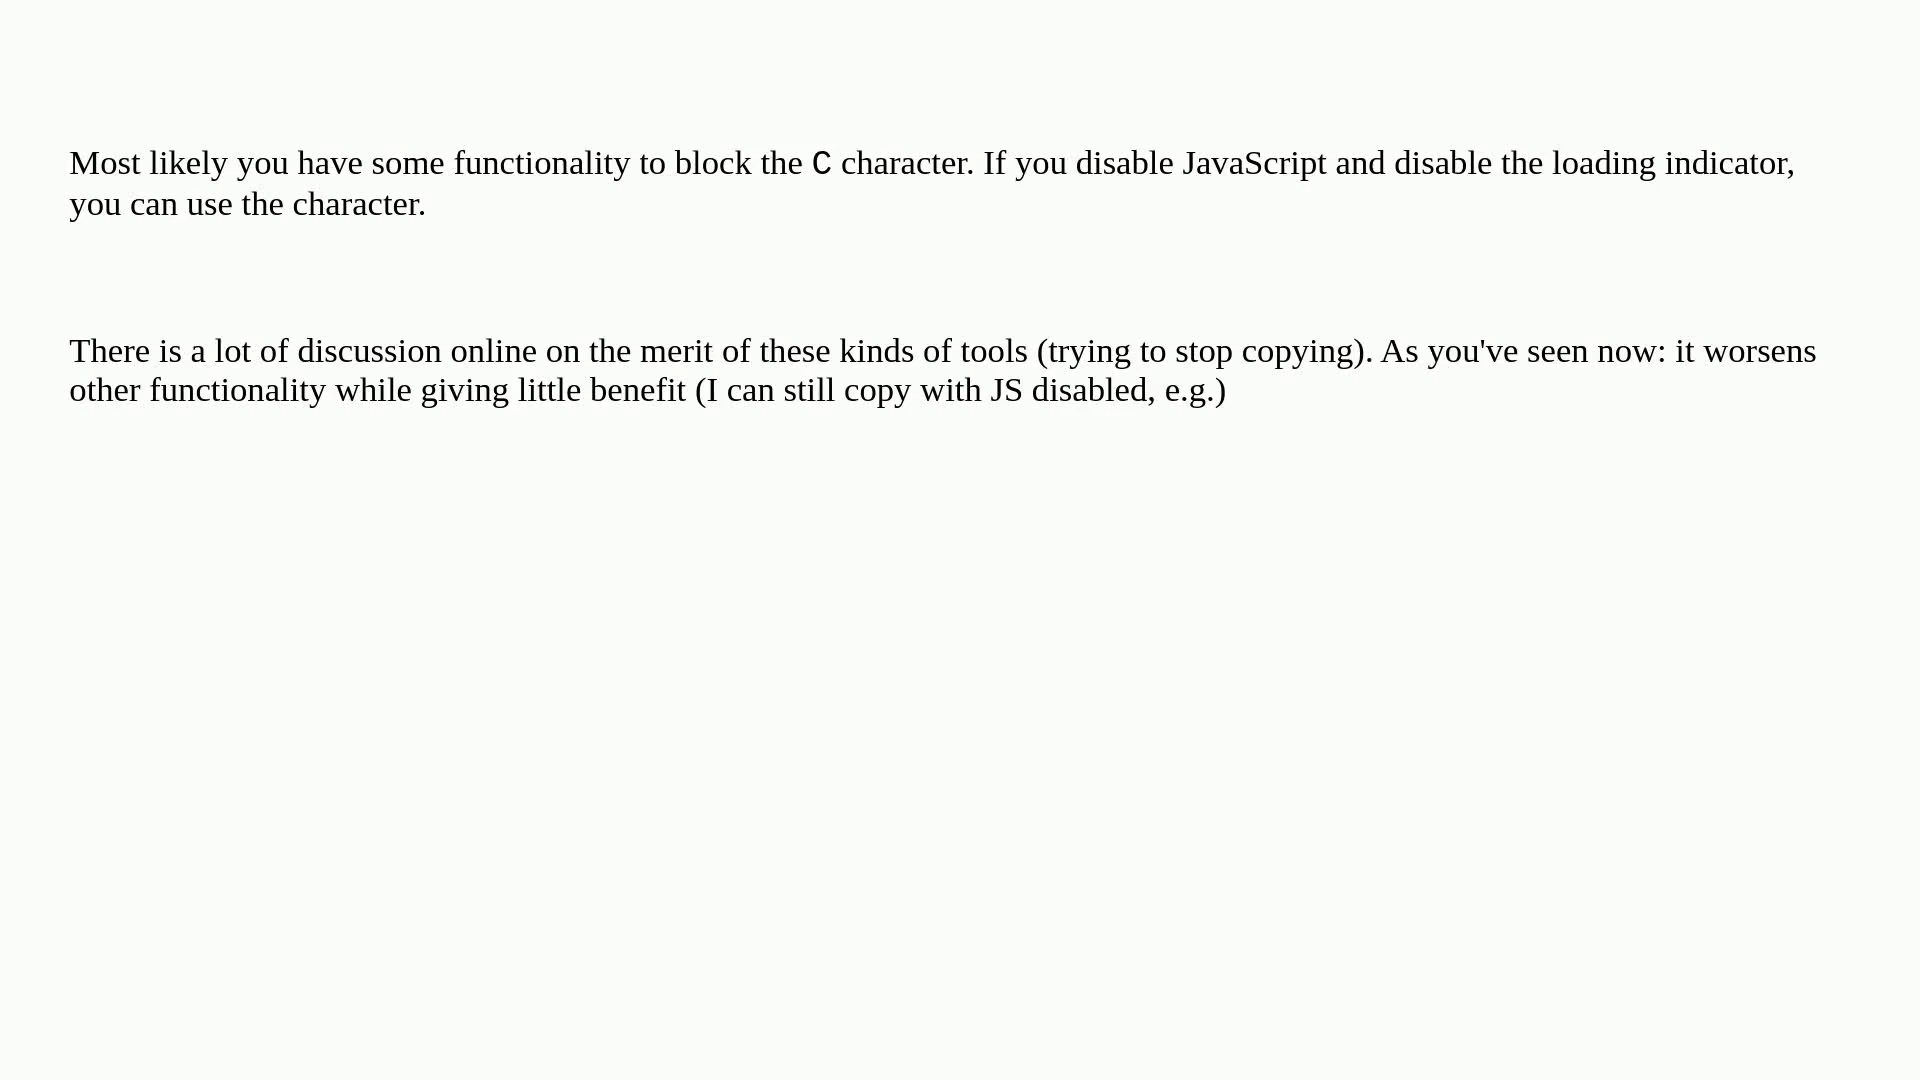 Most likely you have some functionality to block the C character. If you disable JavaScript and disable the loading indicator,
you can use the character.
There is a lot of discussion online on the merit of these kinds of tools (trying to stop copying). As you've seen now: it worsens
other functionality while giving little benefit (I can still copy with JS disabled, e.g.)